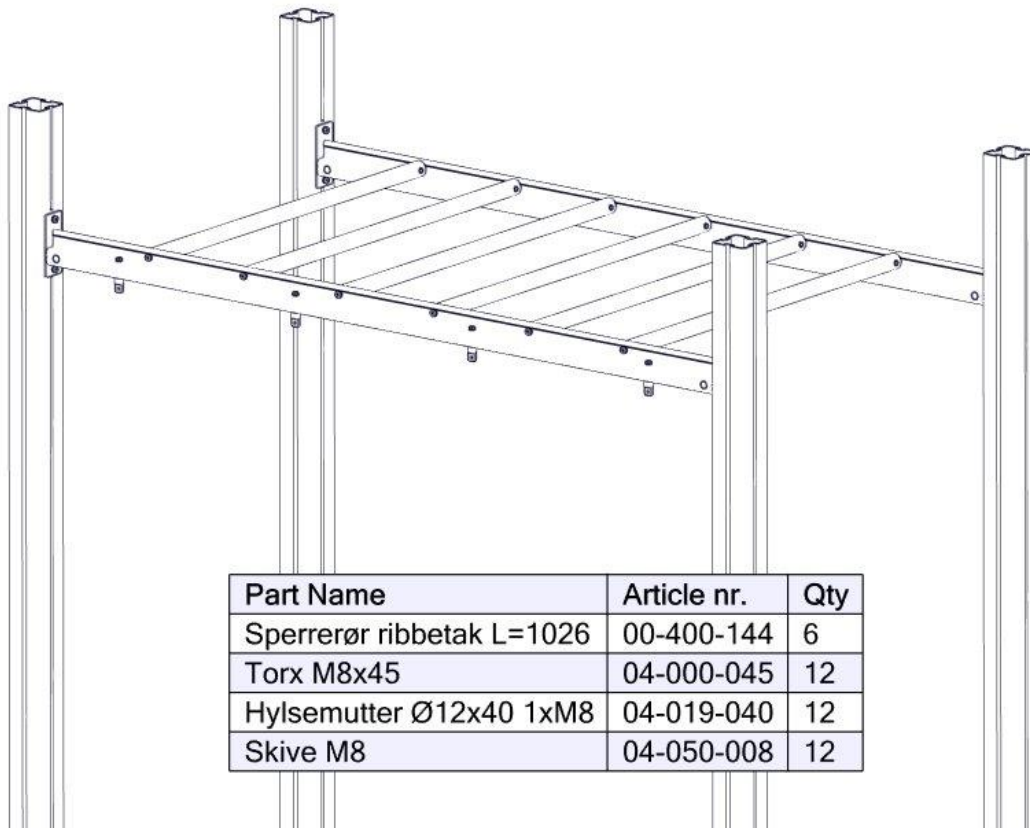 Part Name Article nr. Qty
Sperrerør ribbetak L=1026 00-400-144 6
Torx M8x45 04-000-045 12
Hylsemutter Ø12x40 1xM8 04-019-040 12
Skive M8 04-050-008 12